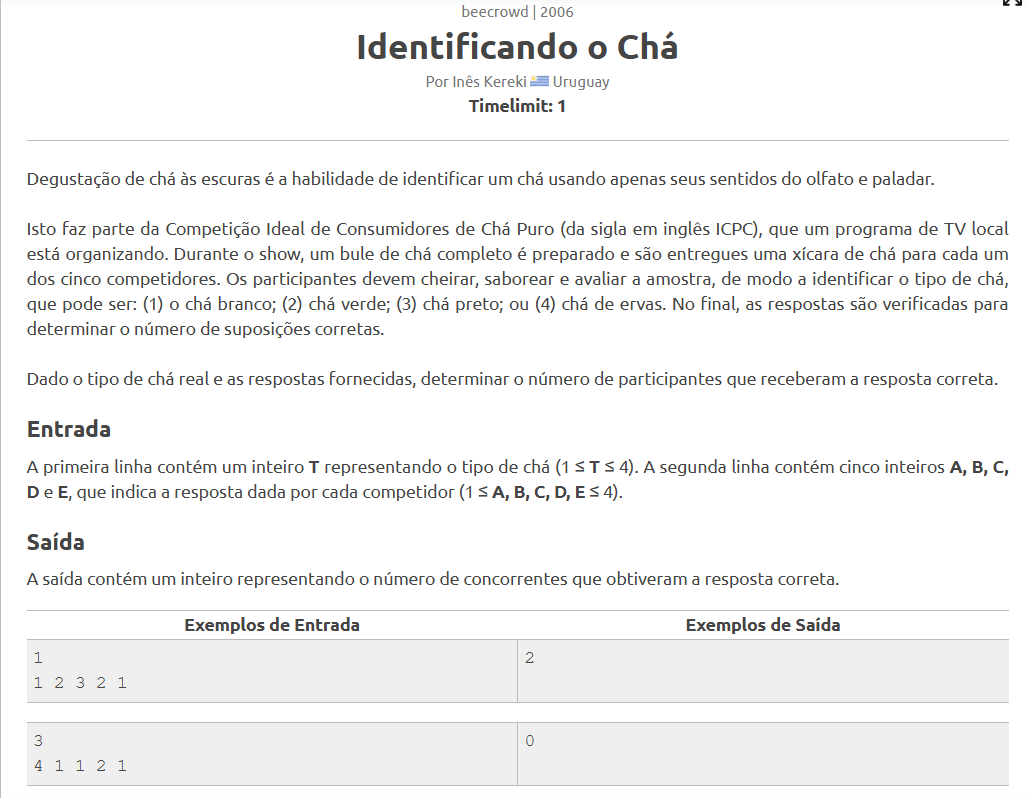 beecrowd | 2006
Identificando o Chá
Por Inês Kereki Uruguay
Timelimit: 1
Degustação de chá às escuras é a habilidade de identificar um chá usando apenas seus sentidos do olfato e paladar.
Isto faz parte da Competição Ideal de Consumidores de Chá Puro (da sigla em inglês ICPC), que um programa de TV local
está organizando. Durante o show, um bule de chá completo é preparado e são entregues uma xícara de chá para cada um
dos cinco competidores. Os participantes devem cheirar, saborear e avaliar a amostra, de modo a identificar o tipo de chá,
que pode ser: (1) o chá branco; (2) chá verde; (3) chá preto; ou (4) chá de ervas. No final, as respostas são verificadas para
determinar o número de suposições corretas.
Dado o tipo de chá real e as respostas fornecidas, determinar o número de participantes que receberam a resposta correta.
Entrada
A primeira linha contém um inteiro T representando o tipo de chá (1 ≤ T ≤ 4). A segunda linha contém cinco inteiros A, B, C,
D e E, que indica a resposta dada por cada competidor (1 ≤ A, B, C, D, E ≤ 4).
Saída
A saída contém um inteiro representando o número de concorrentes que obtiveram a resposta correta.
Exemplos de Entrada Exemplos de Saída
1 2
1 2 3 2 1
3 0
4 1 1 2 1